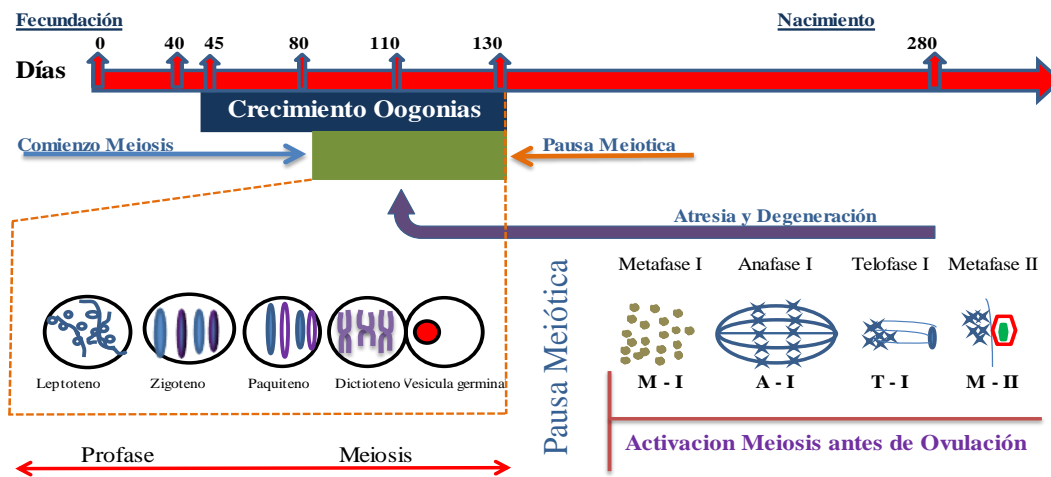 Fecundación
Nacimiento
0 40 45 80 110 130 280
Días
Crecimiento Oogonias
Comienzo Meiosis
Pausa Meiotica
Atresia y Degeneración
Pausa Meiótica
Metafase I Anafase I Telofase I Metafase II
Leptoteno Zigoteno Paquiteno Dictioteno Vesicula germina
M - I A - I T - I M - II
Activacion Meiosis antes de Ovulación
Profase Meiosis